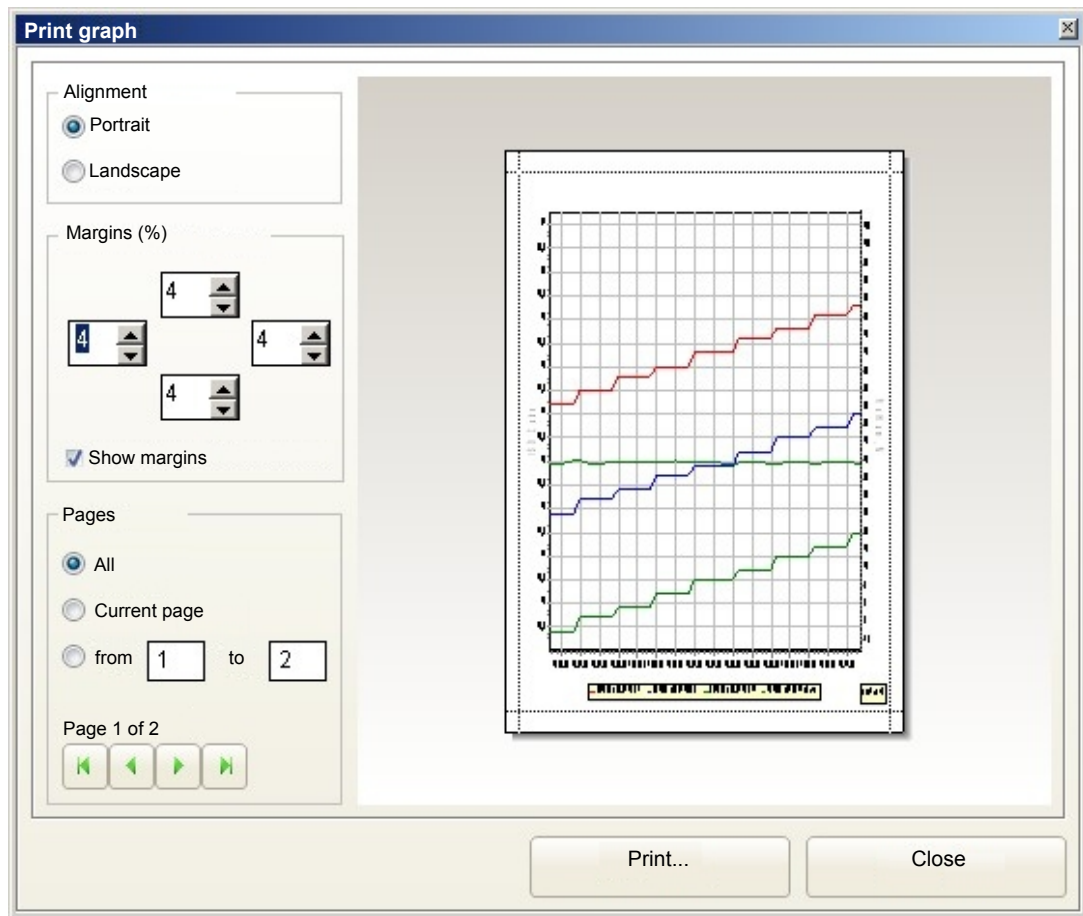 Print graph
Alignment
Portrait
Landscape
Margins (%)
4
4
4
4
Show margins
Pages
All
Current page
from 1 to 2
Page 1 of 2
Print...
Close